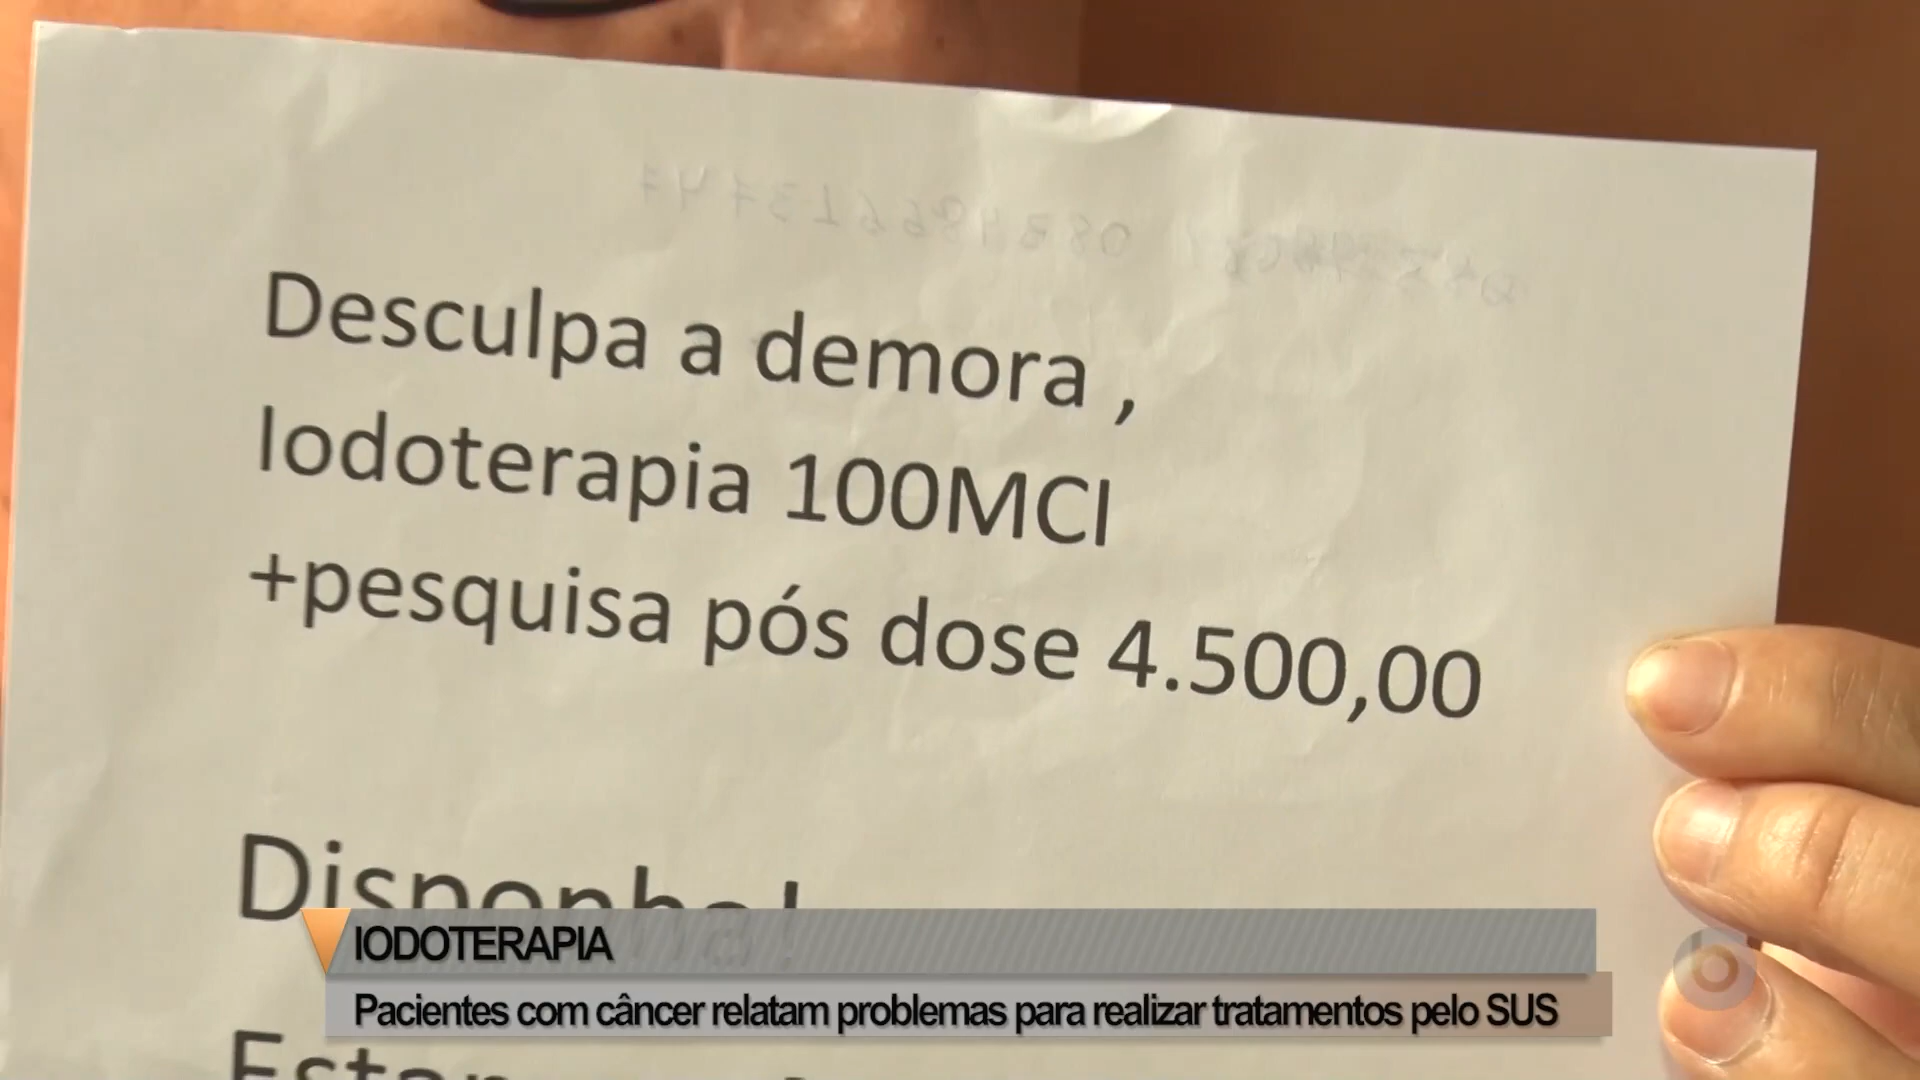 Desculpa a demora ,
Iodoterapia 100MCI
+pesquisa pós dose 4.500,00
Disponha!
IODOTERAPIA
Pacientes com câncer relatam problemas para realizar tratamentos pelo SUS